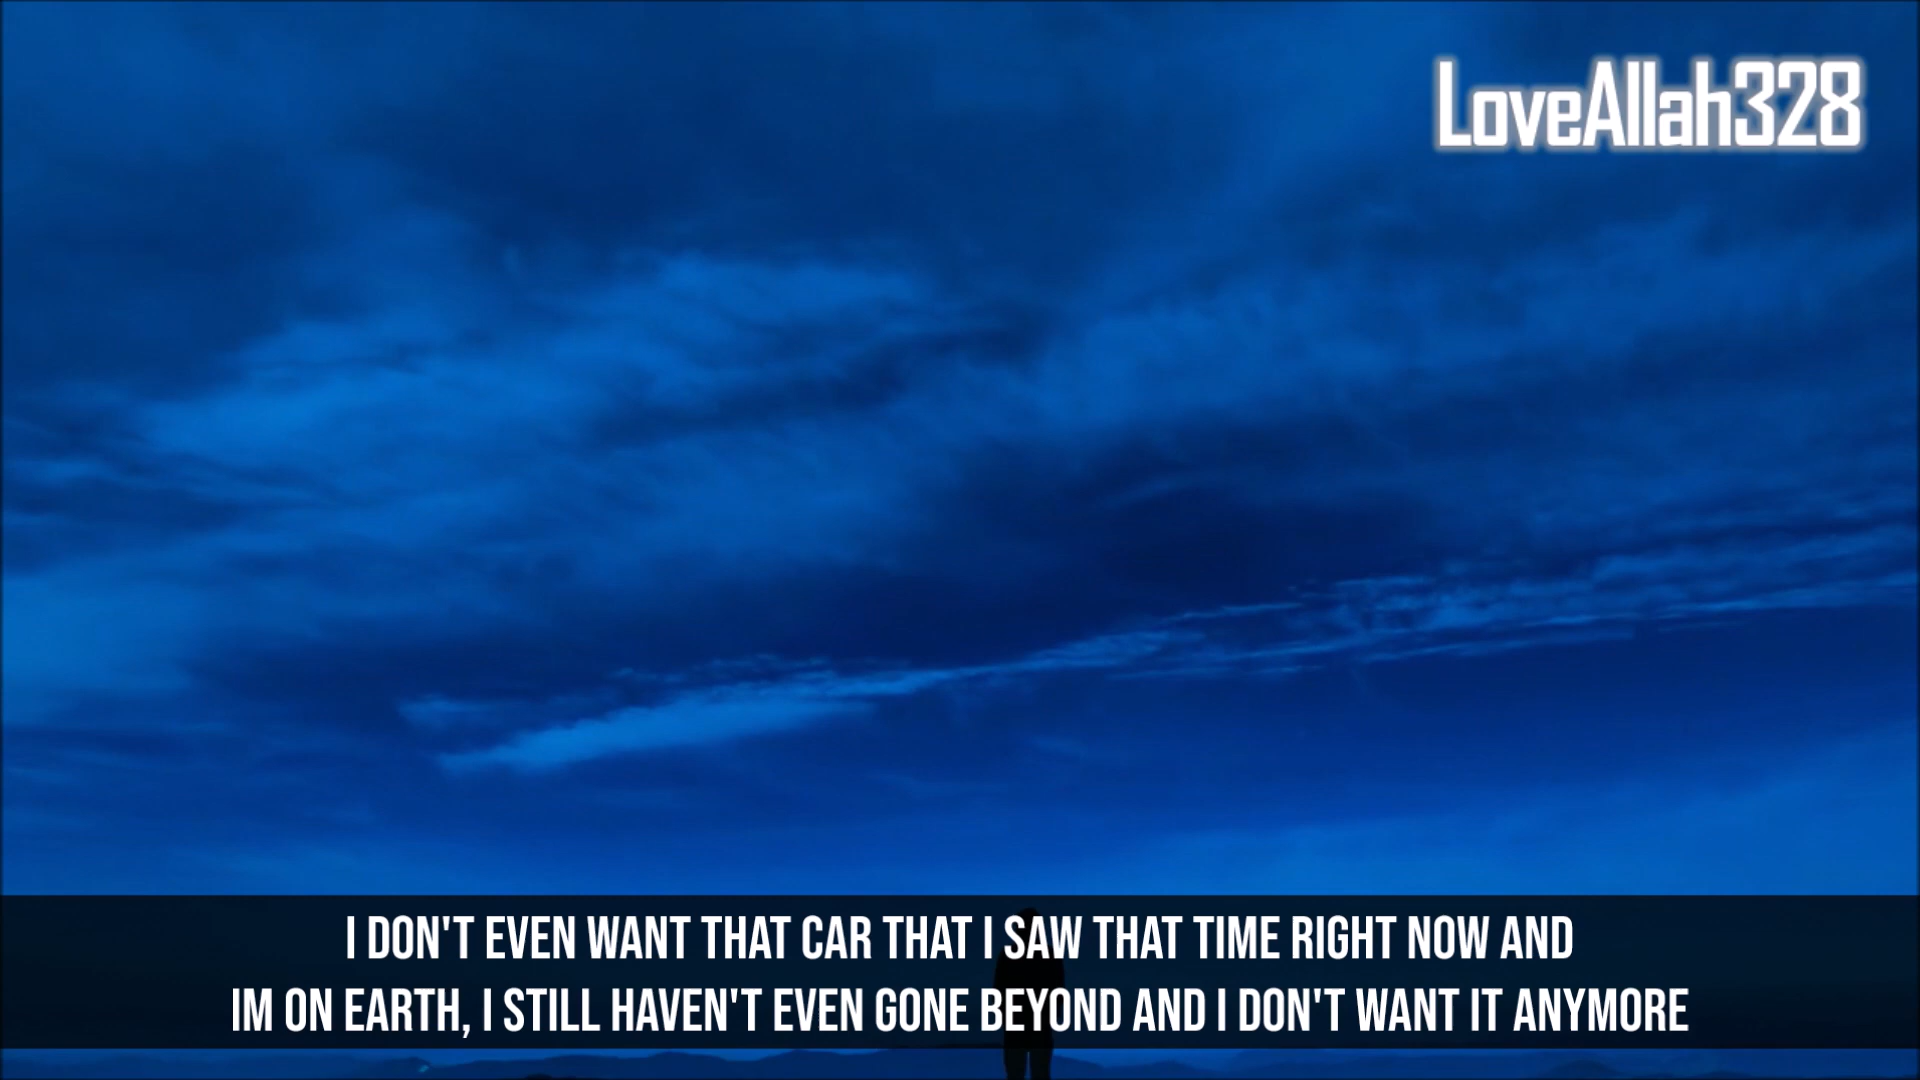 LoveAllah328
I DON'T EVEN WANT THAT CAR THAT I SAW THAT TIME RIGHT NOW AND
IM ON EARTH, I STILL HAVEN'T EVEN GONE BEYOND AND I DON'T WANT IT ANYMORE